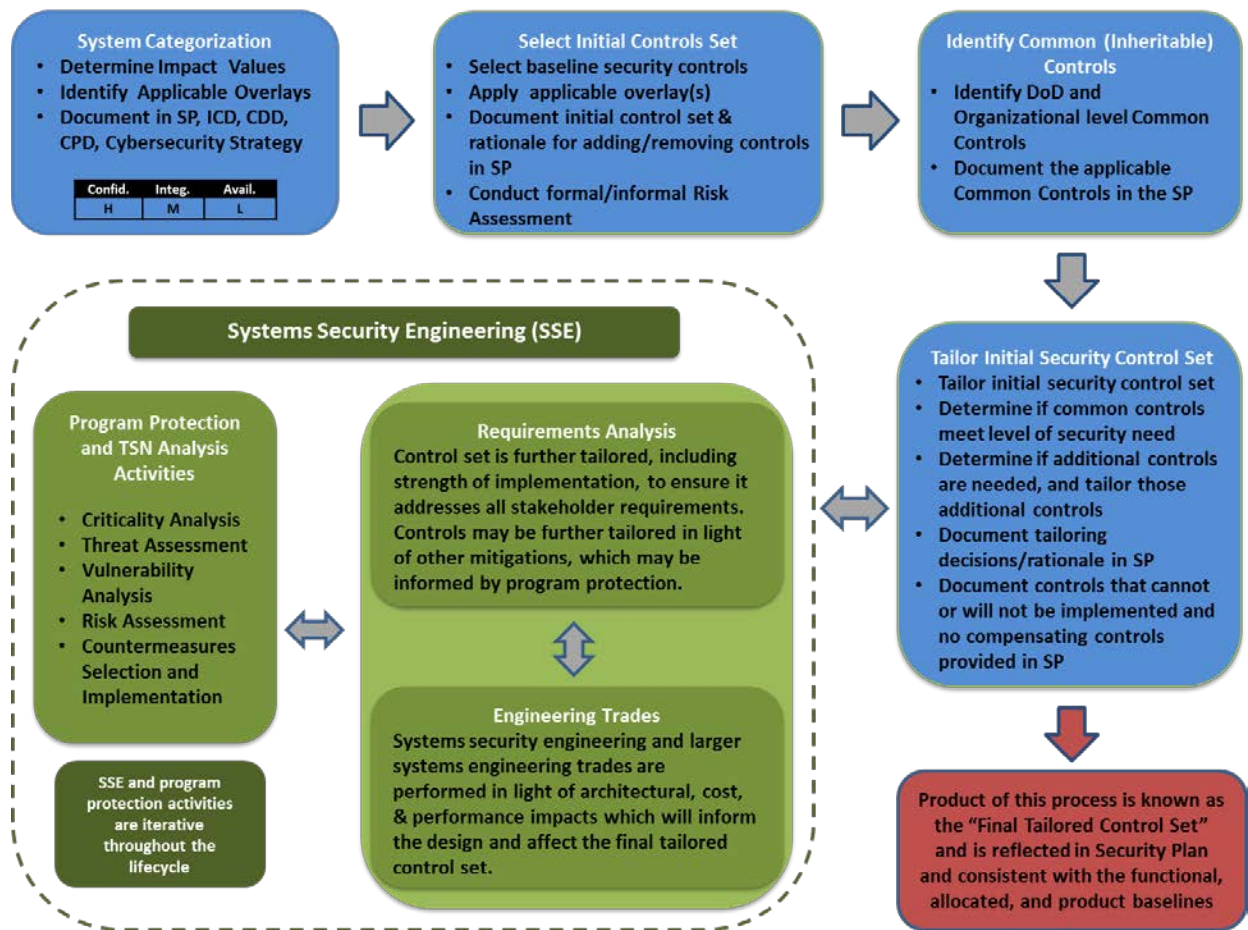 System Categorization
• Determine Impact Values
• Identify Applicable Overlays
• Document in SP, ICD, CDD,
CPD, Cybersecurity Strategy
Confid. Integ. Avail.
H M L
Select Initial Controls Set
• Select baseline security controls
• Apply applicable overlay(s)
• Document initial control set &
rationale for adding/removing controls
in SP
• Conduct formal/informal Risk
Assessment
Identify Common (Inheritable)
Controls
• Identify DoD and
Organizational level Common
Controls
• Document the applicable
Common Controls in the SP
Tailor Initial Security Control Set
• Tailor initial security control set
• Determine if common controls
meet level of security need
• Determine if additional controls
are needed, and tailor those
additional controls
• Document tailoring
decisions/rationale in SP
• Document controls that cannot
or will not be implemented and
no compensating controls
provided in SP
Systems Security Engineering (SSE)
Program Protection
and TSN Analysis
Activities
• Criticality Analysis
• Threat Assessment
• Vulnerability
Analysis
• Risk Assessment
• Countermeasures
Selection and
Implementation
SSE and program
protection activities
are iterative
throughout the
lifecycle
Requirements Analysis
Control set is further tailored, including
strength of implementation, to ensure it
addresses all stakeholder requirements.
Controls may be further tailored in light
of other mitigations, which may be
informed by program protection.
Engineering Trades
Systems security engineering and larger
systems engineering trades are
performed in light of architectural, cost,
& performance impacts which will inform
the design and affect the final tailored
control set.
Product of this process is known as
the “Final Tailored Control Set”
and is reflected in Security Plan
and consistent with the functional,
allocated, and product baselines